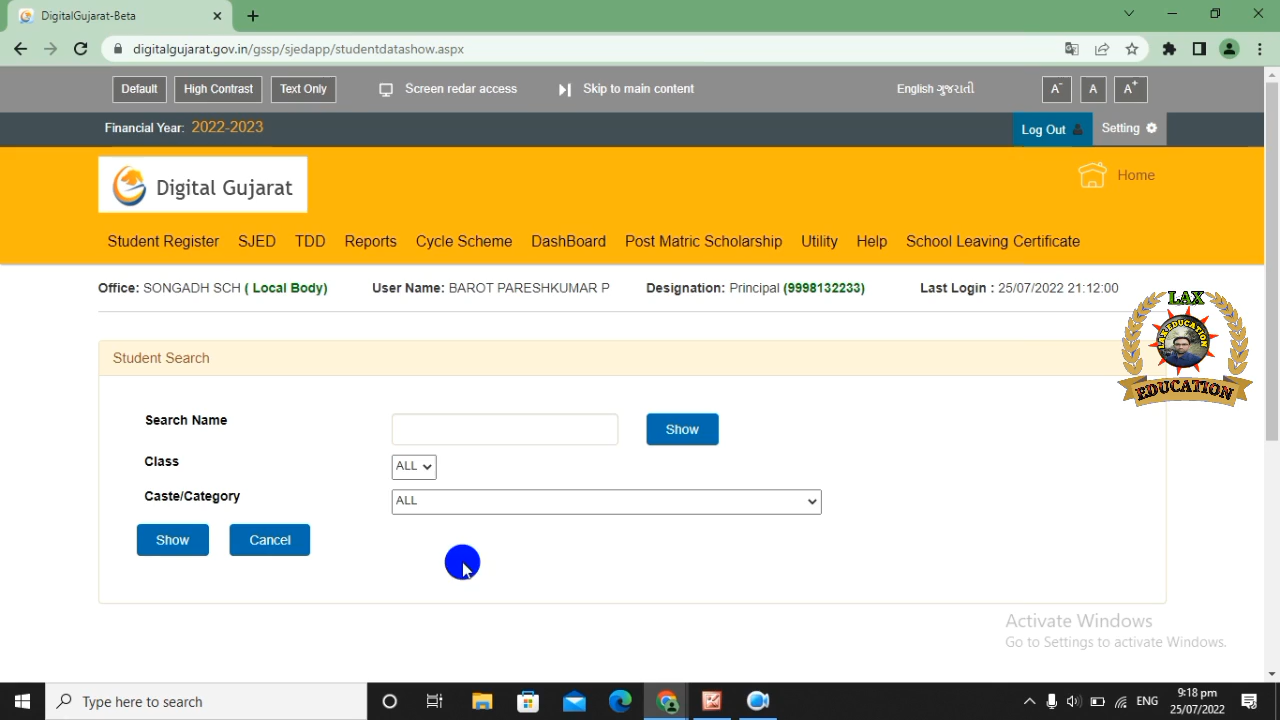 DigitalGujarat-Beta
digitalgujarat.gov.in/gssp/sjedapp/studentdatashow.aspx
Default High Contrast Text Only Screen redar access Skip to main content English ગુજરાતી A- A A+
Financial Year: 2022-2023 Log Out Setting
Digital Gujarat Home
Student Register SJED TDD Reports Cycle Scheme DashBoard Post Matric Scholarship Utility Help School Leaving Certificate
Office: SONGADH SCH ( Local Body) User Name: BAROT PARESHKUMAR P Designation: Principal (9998132233) Last Login : 25/07/2022 21:12:00
LAX
LAX EDUCATION
EDUCATION
Student Search
Search Name Show
Class ALL
Caste/Category ALL
Show Cancel
Activate Windows
Go to Settings to activate Windows.
Type here to search ENG 9:18 pm
25/07/2022